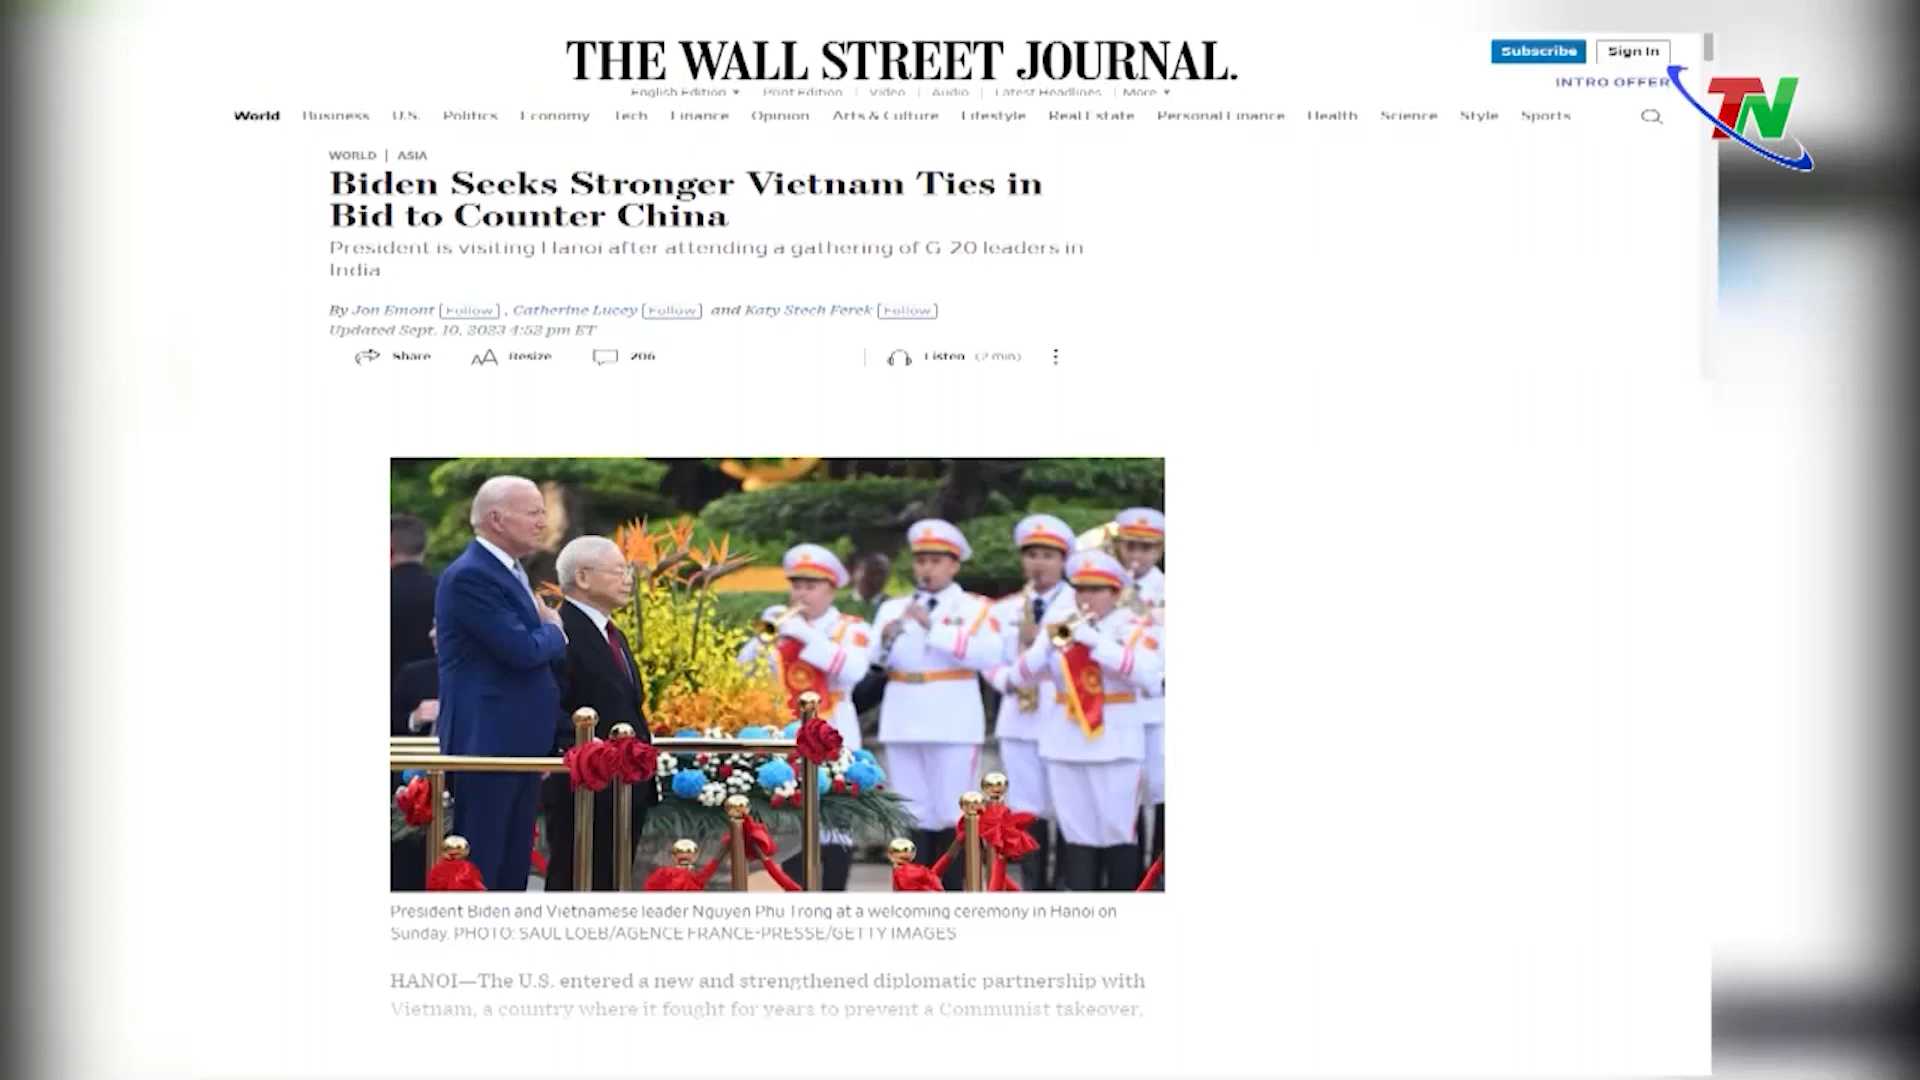 THE WALL STREET JOURNAL.
Subscribe Sign In
INTRO OFFER
TN
English Edition Print Edition Video Audio Latest Headlines More
World Business U.S. Politics Economy Tech Finance Opinion Arts & Culture Lifestyle Real Estate Personal Finance Health Science Style Sports
WORLD | ASIA
Biden Seeks Stronger Vietnam Ties in
Bid to Counter China
President is visiting Hanoi after attending a gathering of G-20 leaders in
India
By Jon Emont Follow , Catherine Lucey Follow and Katy Stech Ferek Follow
Updated Sept. 10, 2023 4:52 pm ET
Share AA Resize 206 Listen (2 min)
President Biden and Vietnamese leader Nguyen Phu Trong at a welcoming ceremony in Hanoi on
Sunday. PHOTO: SAUL LOEB/AGENCE FRANCE-PRESSE/GETTY IMAGES
HANOI—The U.S. entered a new and strengthened diplomatic partnership with
Vietnam, a country where it fought for years to prevent a Communist takeover,